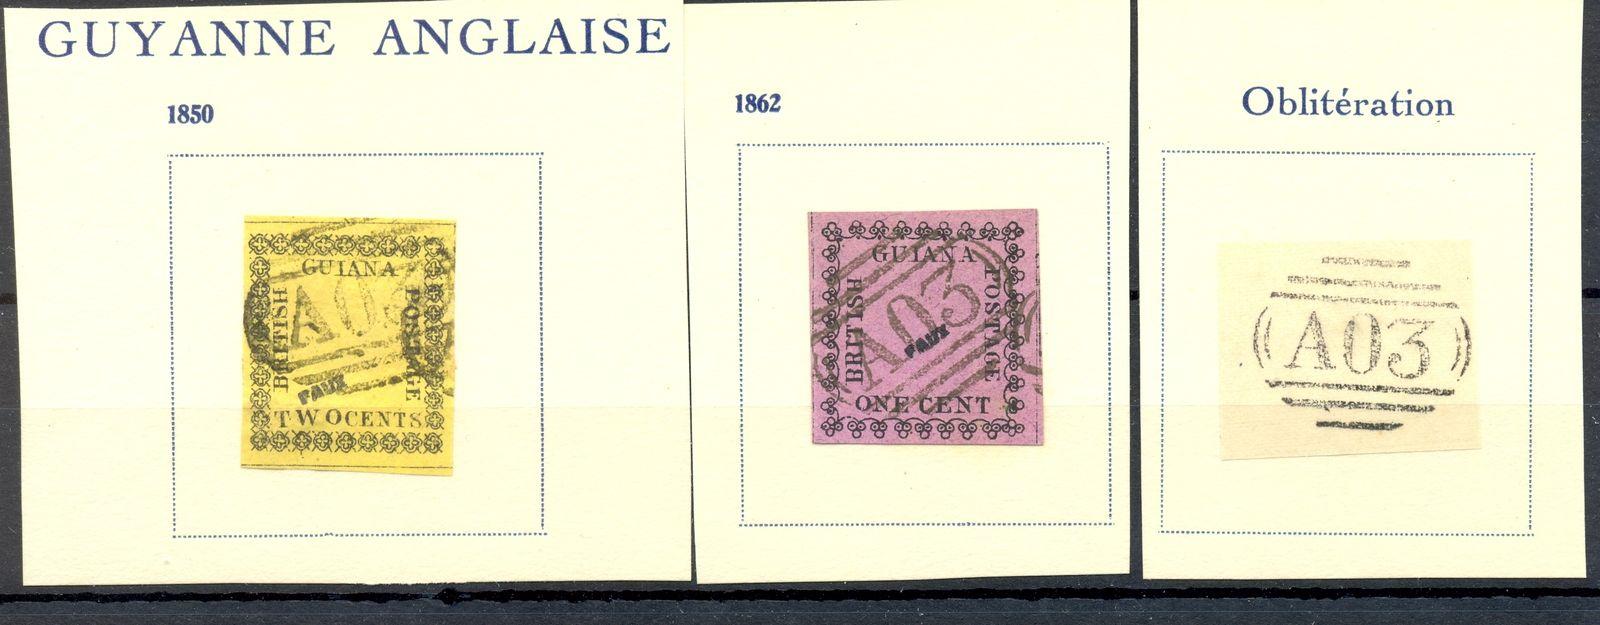 GUYANNE ANGLAISE
1850
GUIANA
BRITISH
POSTAGE
TWO CENTS
A03
FAUX
1862
GUIANA
BRITISH
POSTAGE
ONE CENT
A03
FAUX
Oblitération
A03